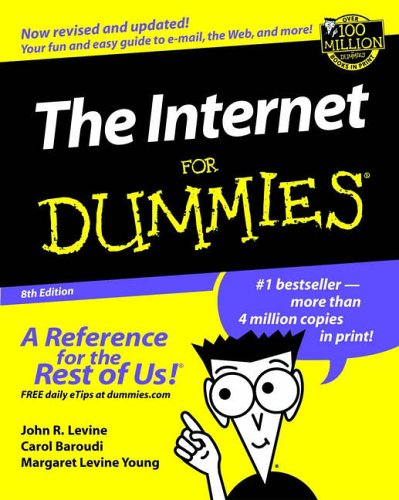 Now revised and updated!
Your fun and easy guide to e-mail, the Web, and more!
OVER
100
MILLION
DUMMIES
BOOKS IN PRINT
The Internet
FOR
DUMMIES®
8th Edition
#1 bestseller —
more than
4 million copies
in print!
A Reference
for the
Rest of Us!®
FREE daily eTips at dummies.com
John R. Levine
Carol Baroudi
Margaret Levine Young